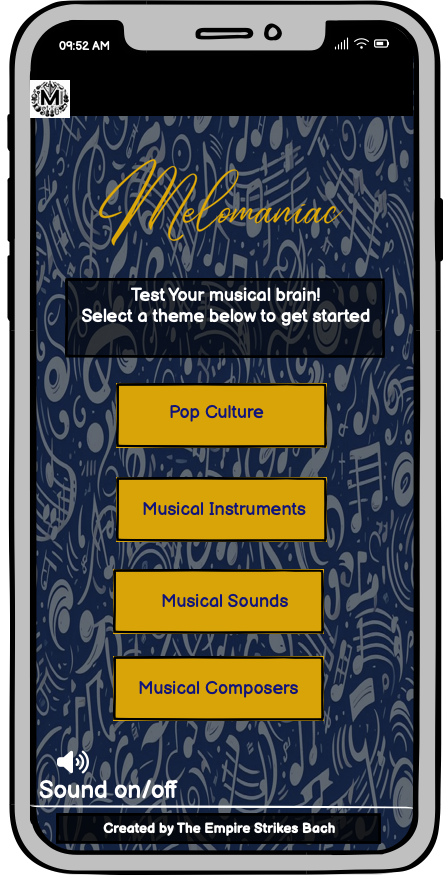 09:52 AM
M
Melomaniac
Test Your musical brain!
Select a theme below to get started
Pop Culture
Musical Instruments
Musical Sounds
Musical Composers
Sound on/off
Created by The Empire Strikes Bach